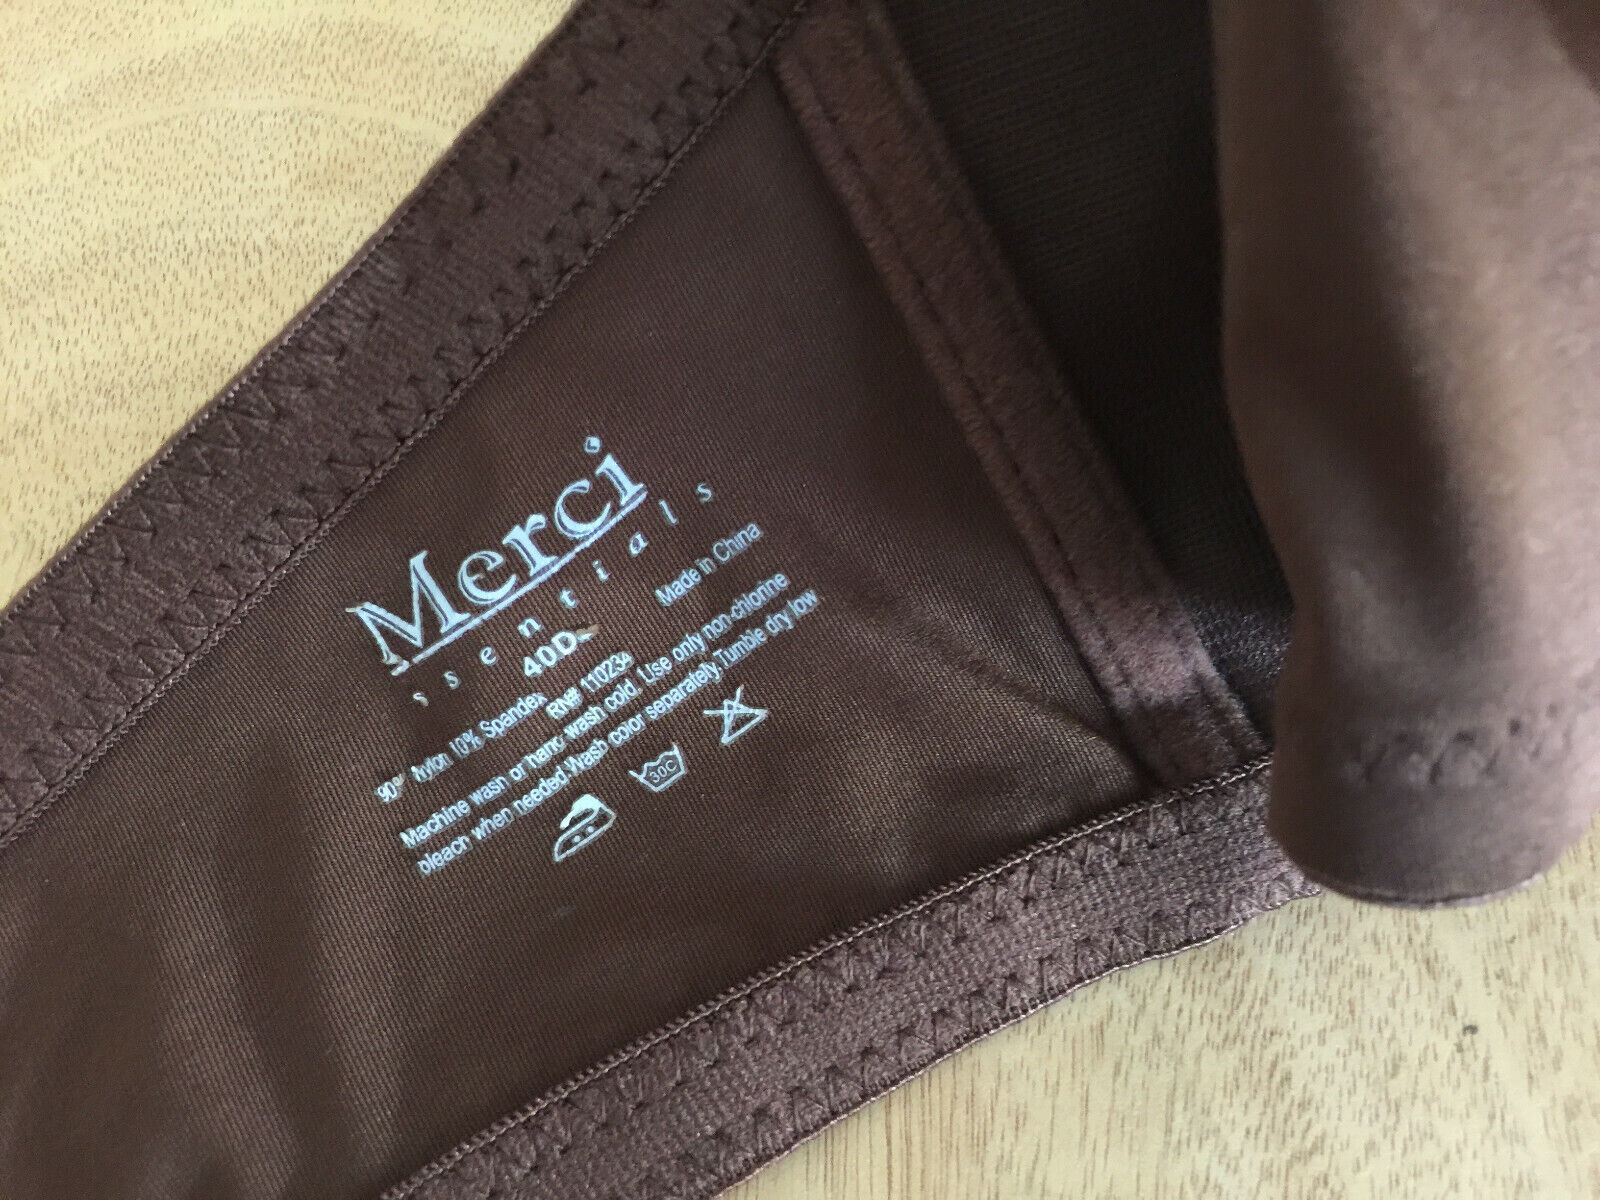 Merci
ssentials
40D
90% Nylon 10% Spandex
RN# 110234
Made in China
Machine wash or hand wash cold. Use only non-chlorine
bleach when needed.Wash color separately.Tumble dry low
30C